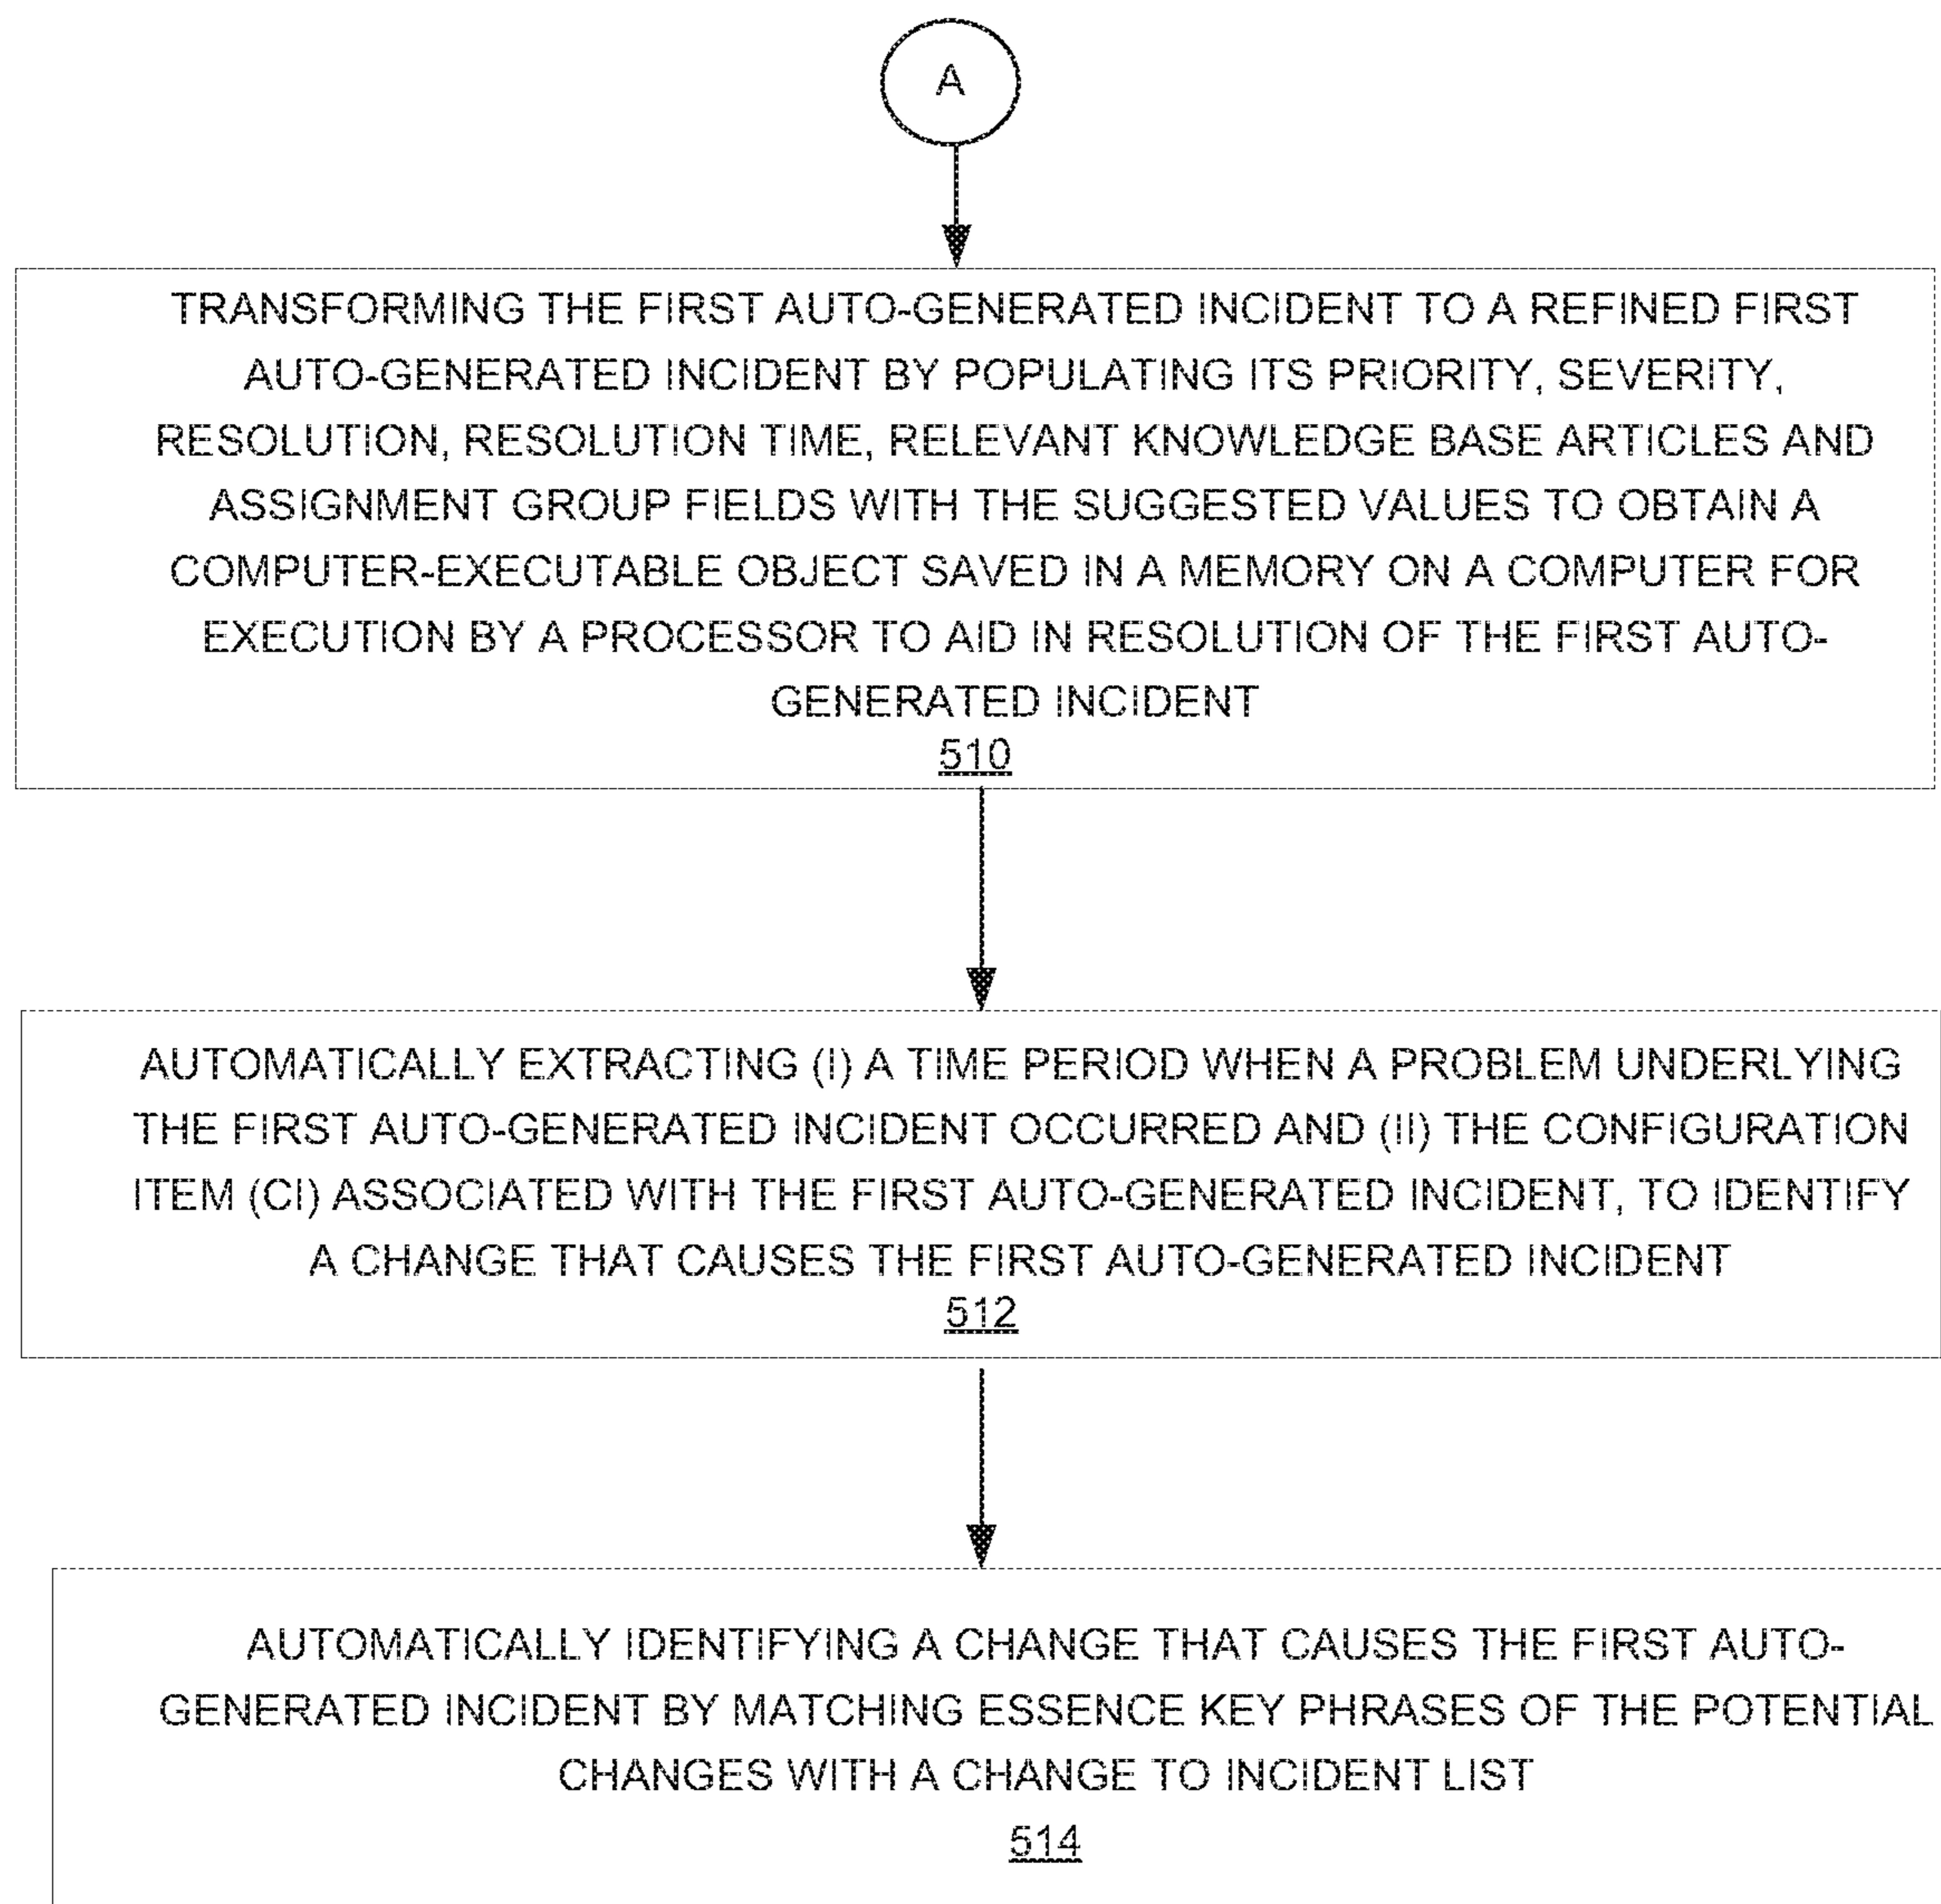 A
TRANSFORMING THE FIRST AUTO-GENERATED INCIDENT TO A REFINED FIRST
AUTO-GENERATED INCIDENT BY POPULATING ITS PRIORITY, SEVERITY,
RESOLUTION, RESOLUTION TIME, RELEVANT KNOWLEDGE BASE ARTICLES AND
ASSIGNMENT GROUP FIELDS WITH THE SUGGESTED VALUES TO OBTAIN A
COMPUTER-EXECUTABLE OBJECT SAVED IN A MEMORY ON A COMPUTER FOR
EXECUTION BY A PROCESSOR TO AID IN RESOLUTION OF THE FIRST AUTO-
GENERATED INCIDENT
510
AUTOMATICALLY EXTRACTING (I) A TIME PERIOD WHEN A PROBLEM UNDERLYING
THE FIRST AUTO-GENERATED INCIDENT OCCURRED AND (II) THE CONFIGURATION
ITEM (CI) ASSOCIATED WITH THE FIRST AUTO-GENERATED INCIDENT, TO IDENTIFY
A CHANGE THAT CAUSES THE FIRST AUTO-GENERATED INCIDENT
512
AUTOMATICALLY IDENTIFYING A CHANGE THAT CAUSES THE FIRST AUTO-
GENERATED INCIDENT BY MATCHING ESSENCE KEY PHRASES OF THE POTENTIAL
CHANGES WITH A CHANGE TO INCIDENT LIST
514